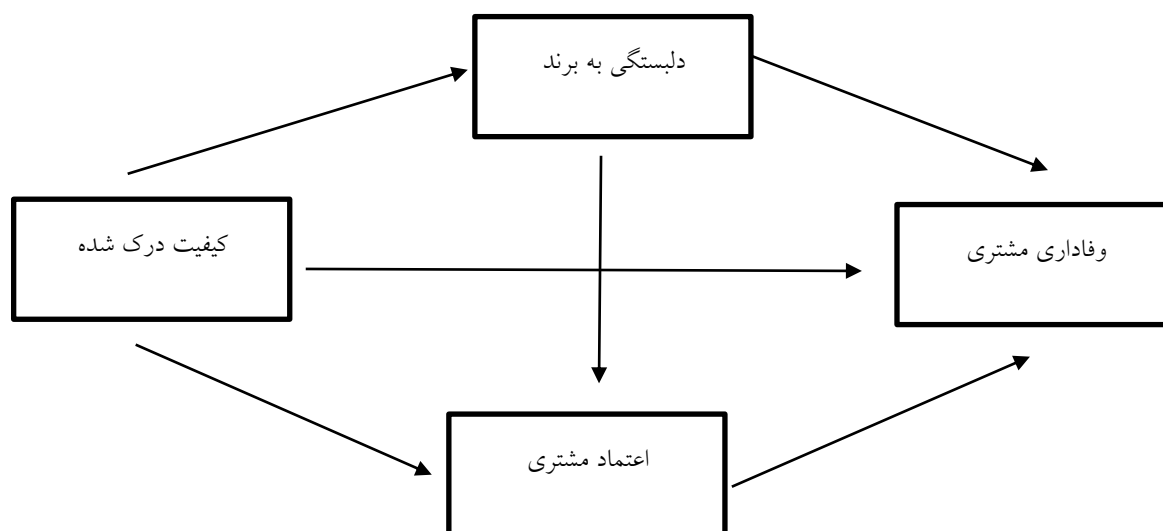 دلبستگی به برند
کیفیت درک شده
وفاداری مشتری
اعتماد مشتری